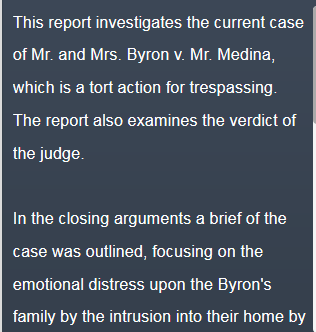 This report investigates the current case
of Mr. and Mrs. Byron v. Mr. Medina,
which is a tort action for trespassing.
The report also examines the verdict of
the judge.
In the closing arguments a brief of the
case was outlined, focusing on the
emotional distress upon the Byron's
family by the intrusion into their home by